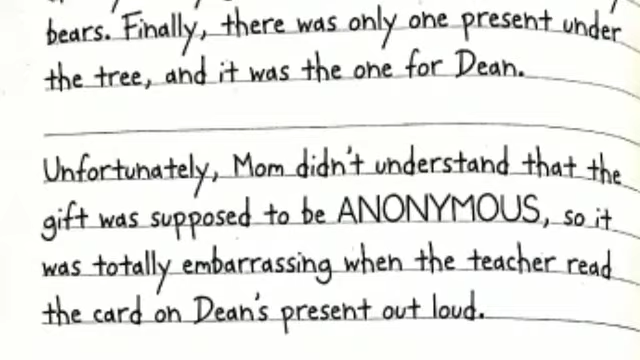 bears. Finally, there was only one present under
the tree, and it was the one for Dean.
Unfortunately, Mom didn't understand that the
gift was supposed to be ANONYMOUS, so it
was totally embarrassing when the teacher read
the card on Dean's present out loud.